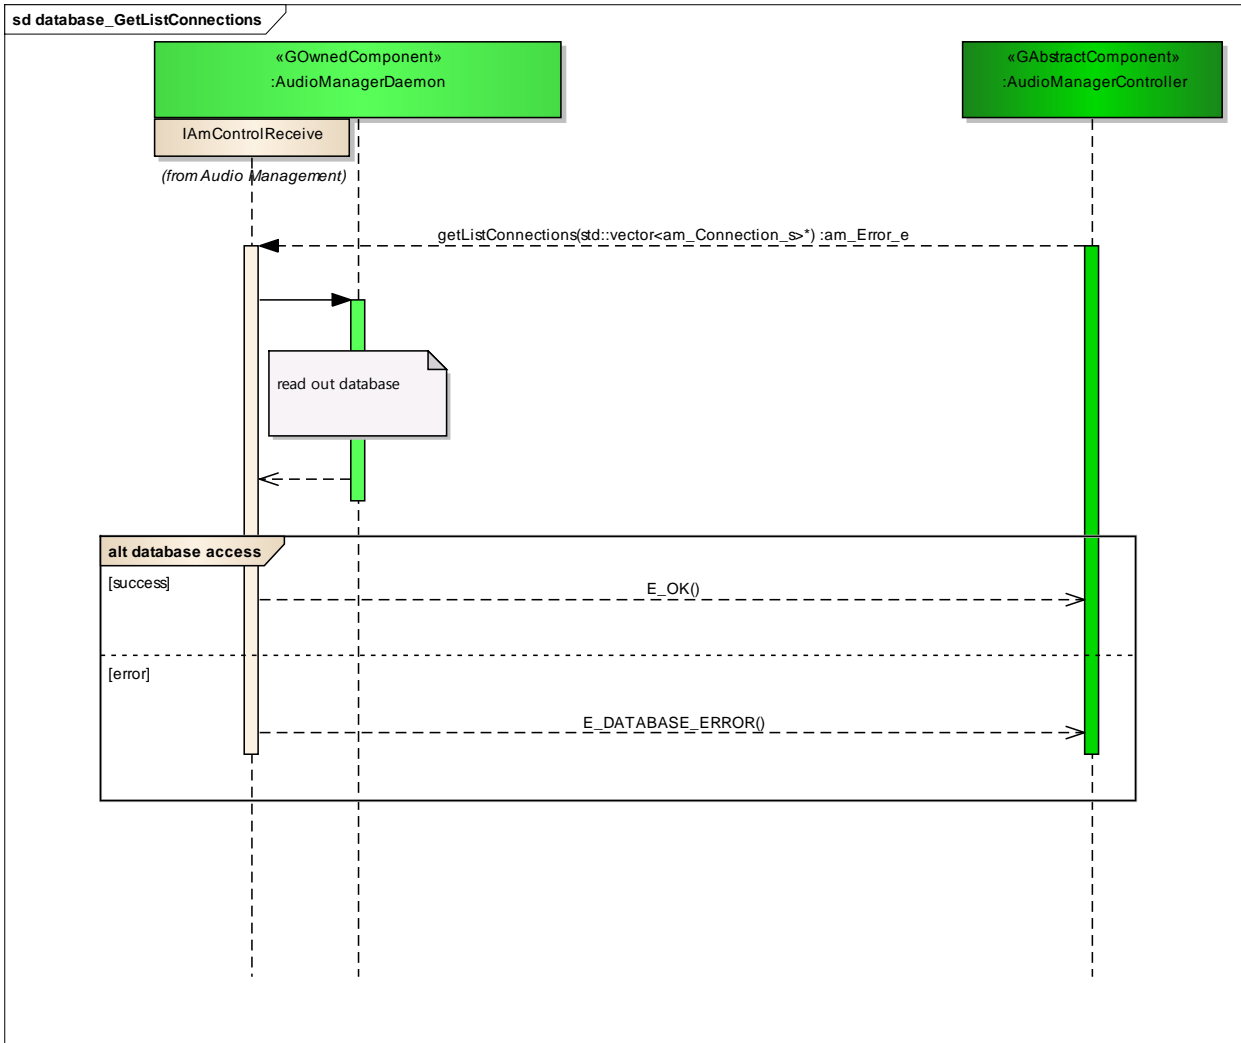 sd database_GetListConnections
«GOwnedComponent»
:AudioManagerDaemon
«GAbstractComponent»
:AudioManagerController
IAmControlReceive
(from Audio Management)
getListConnections(std::vector<am_Connection_s>*) :am_Error_e
read out database
alt database access
[success]
E_OK()
[error]
E_DATABASE_ERROR()